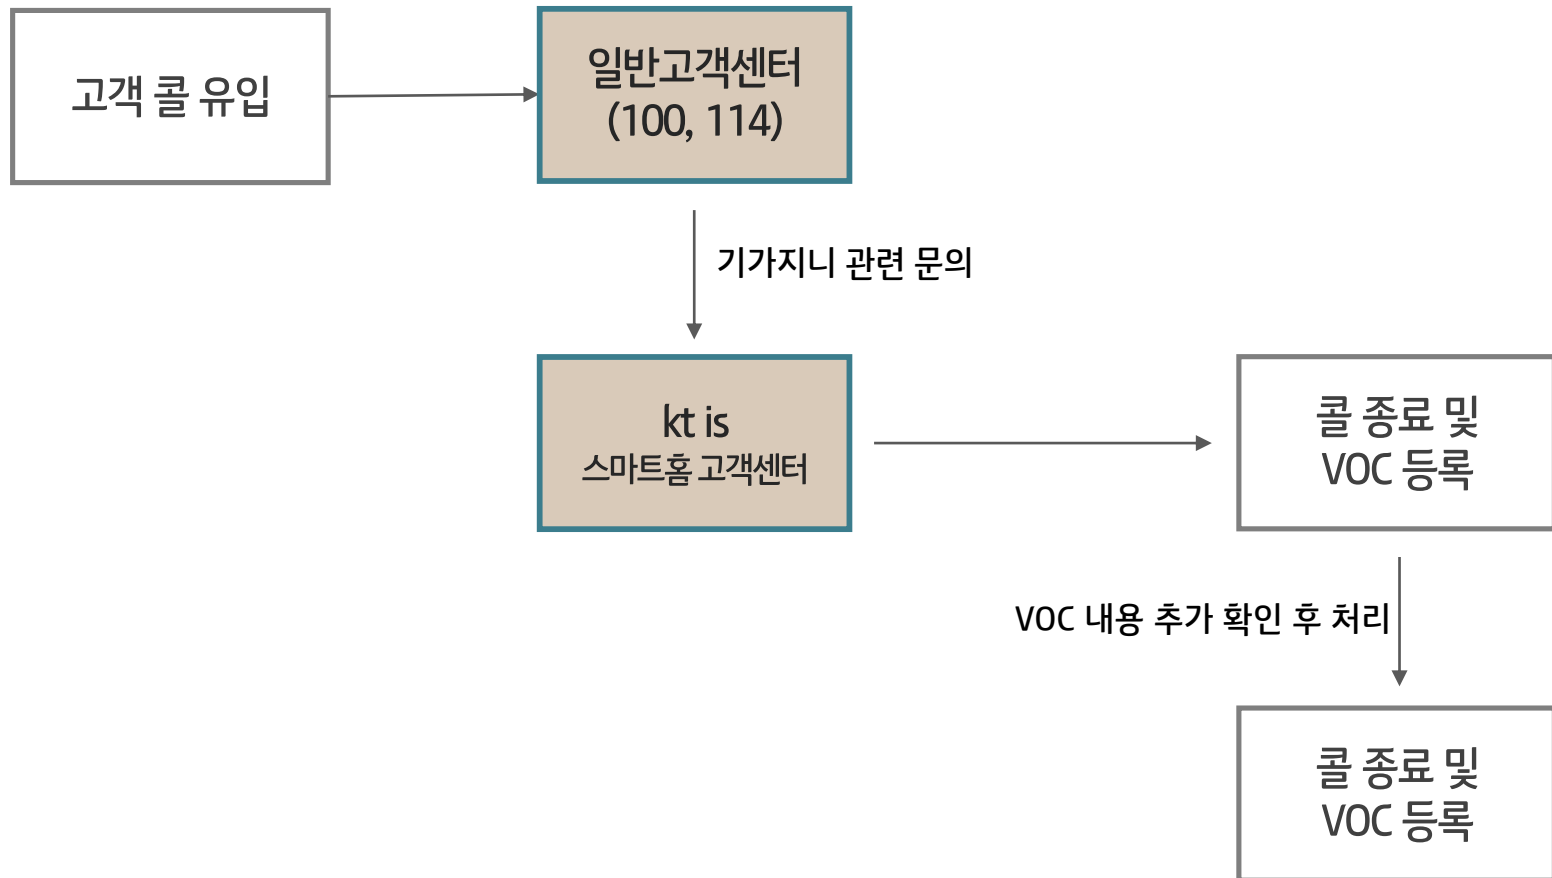 고객 콜 유입
일반고객센터
(100, 114)
기가지니 관련 문의
kt is
스마트홈 고객센터
콜 종료 및
VOC 등록
VOC 내용 추가 확인 후 처리
콜 종료 및
VOC 등록